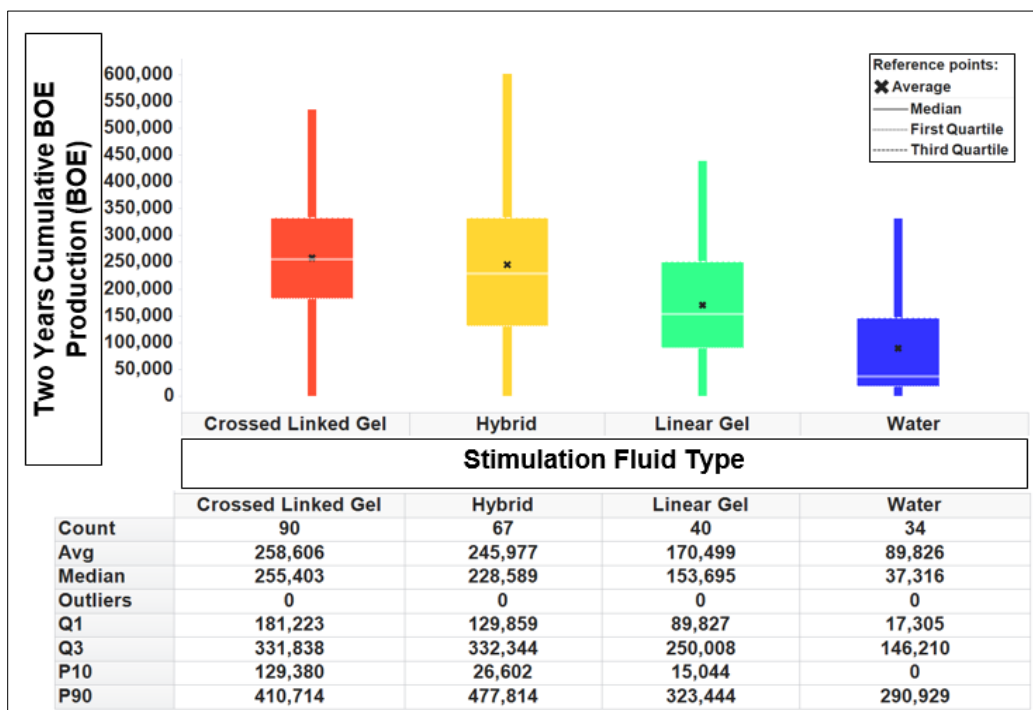 Two Years Cumulative BOE
Production (BOE)
600,000
550,000
500,000
450,000
400,000
350,000
300,000
250,000
200,000
150,000
100,000
50,000
0
Reference points:
Average
Median
First Quartile
Third Quartile
Crossed Linked Gel Hybrid Linear Gel Water
Stimulation Fluid Type
Crossed Linked Gel Hybrid Linear Gel Water
Count 90 67 40 34
Avg 258,606 245,977 170,499 89,826
Median 255,403 228,589 153,695 37,316
Outliers 0 0 0 0
Q1 181,223 129,859 89,827 17,305
Q3 331,838 332,344 250,008 146,210
P10 129,380 26,602 15,044 0
P90 410,714 477,814 323,444 290,929